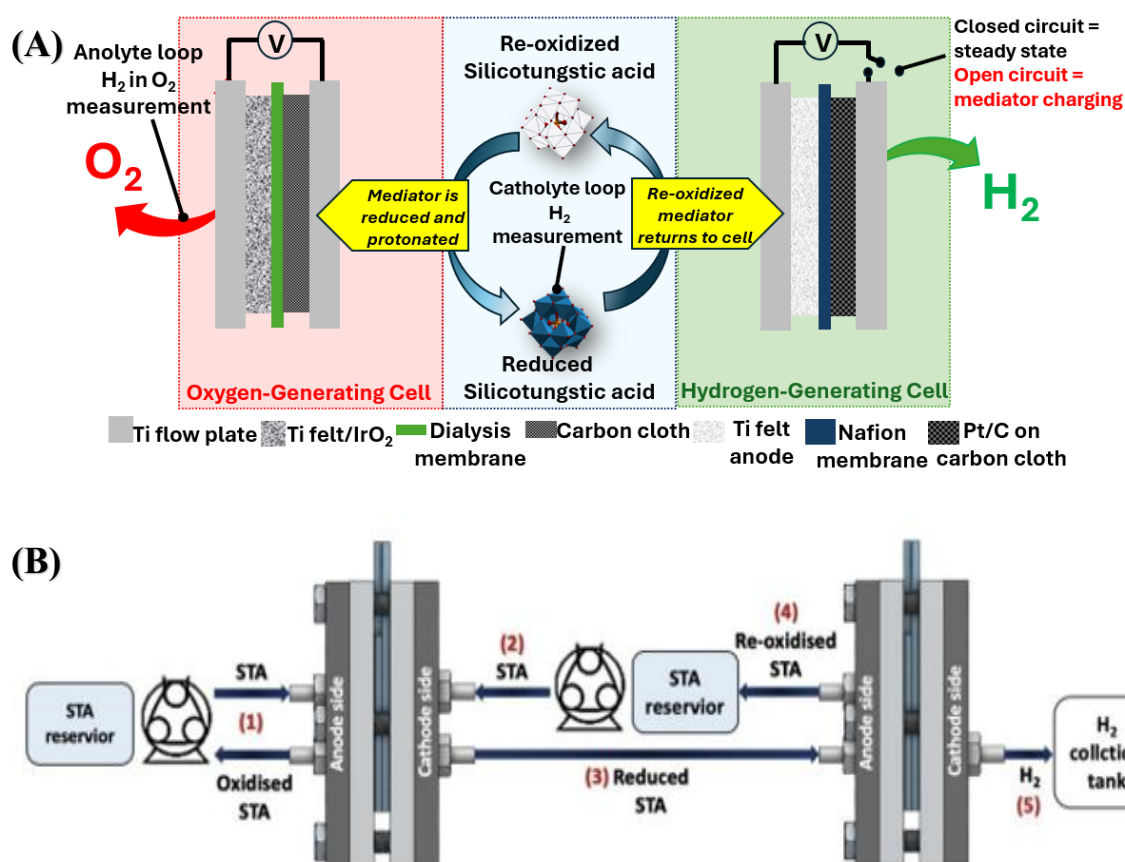 (A)
Anolyte loop
H₂ in O₂
measurement
V
O₂
Re-oxidized
Silicotungstic acid
Mediator is
reduced and
protonated
Catholyte loop
H₂
measurement
Re-oxidized
mediator
returns to cell
Reduced
Silicotungstic acid
V
Closed circuit =
steady state
Open circuit =
mediator charging
H₂
Oxygen-Generating Cell
Hydrogen-Generating Cell
Ti flow plate
Ti felt/IrO₂
Dialysis
membrane
Carbon cloth
Ti felt
anode
Nafion
membrane
Pt/C on
carbon cloth
(B)
STA
reservior
STA
(1)
Oxidised
STA
Anode side
Cathode side
(2)
STA
STA
reservior
(4)
Re-oxidised
STA
(3) Reduced
STA
Anode side
Cathode side
H₂
(5)
H₂
collctic
tank